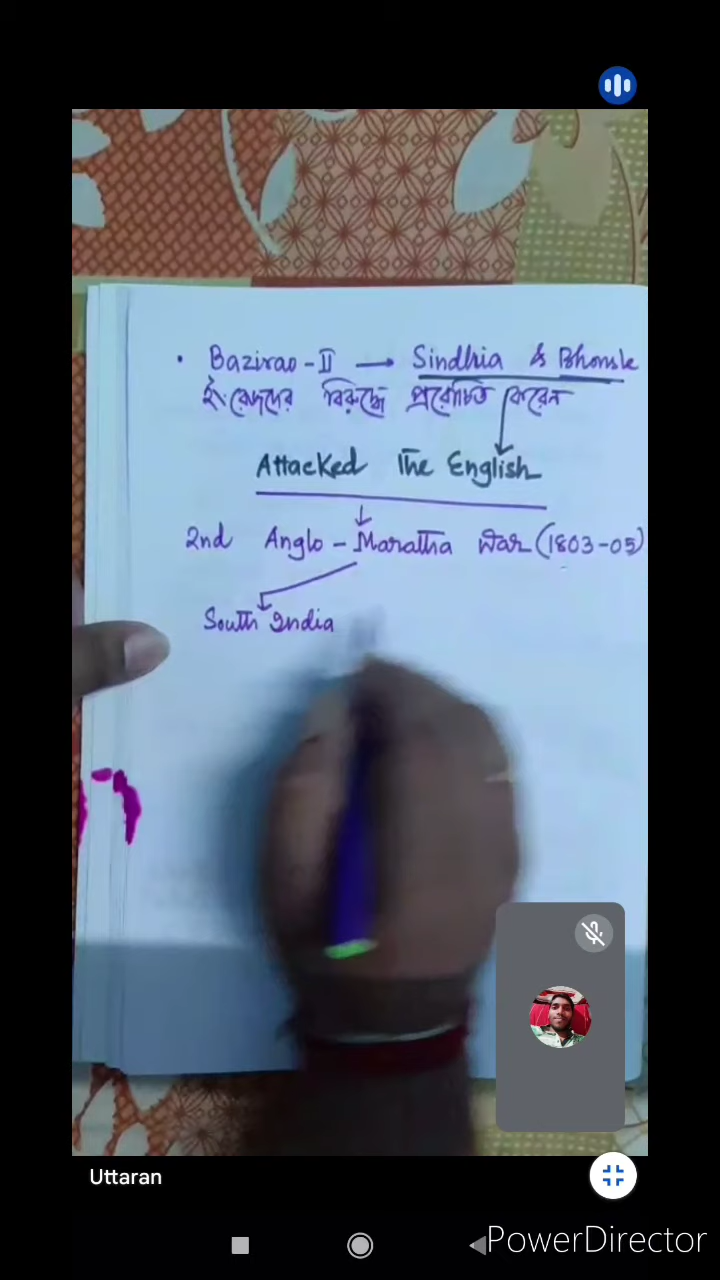 • Bazirao - II → Sindhia & Bhonsle
ইংরেজদের বিরুদ্ধে প্ররোচিত করেন
Attacked The English
2nd Anglo - Maratha War (1803-05)
South India
Uttaran
PowerDirector